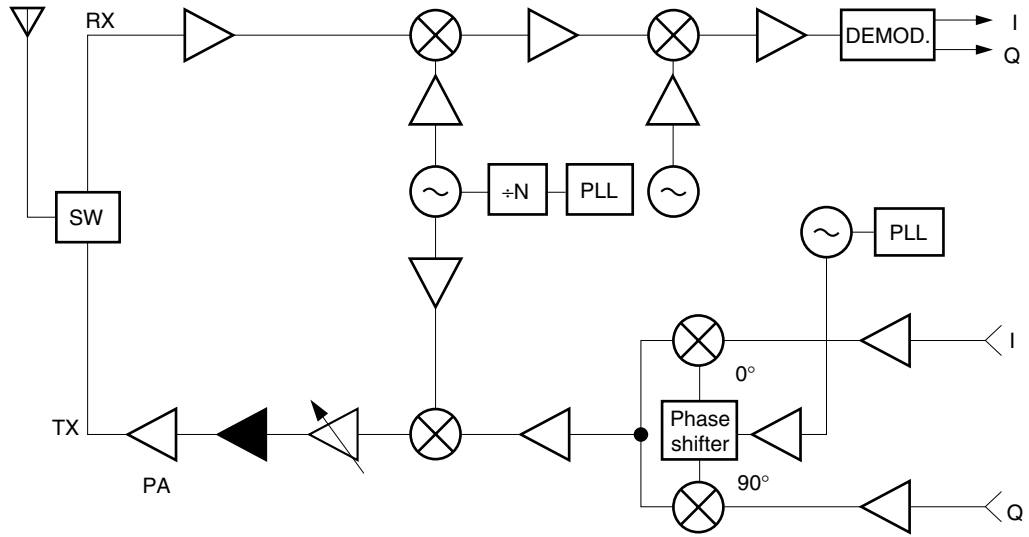 RX
DEMOD.
I
Q
SW
÷N
PLL
PLL
I
0°
TX
Phase
shifter
PA
90°
Q